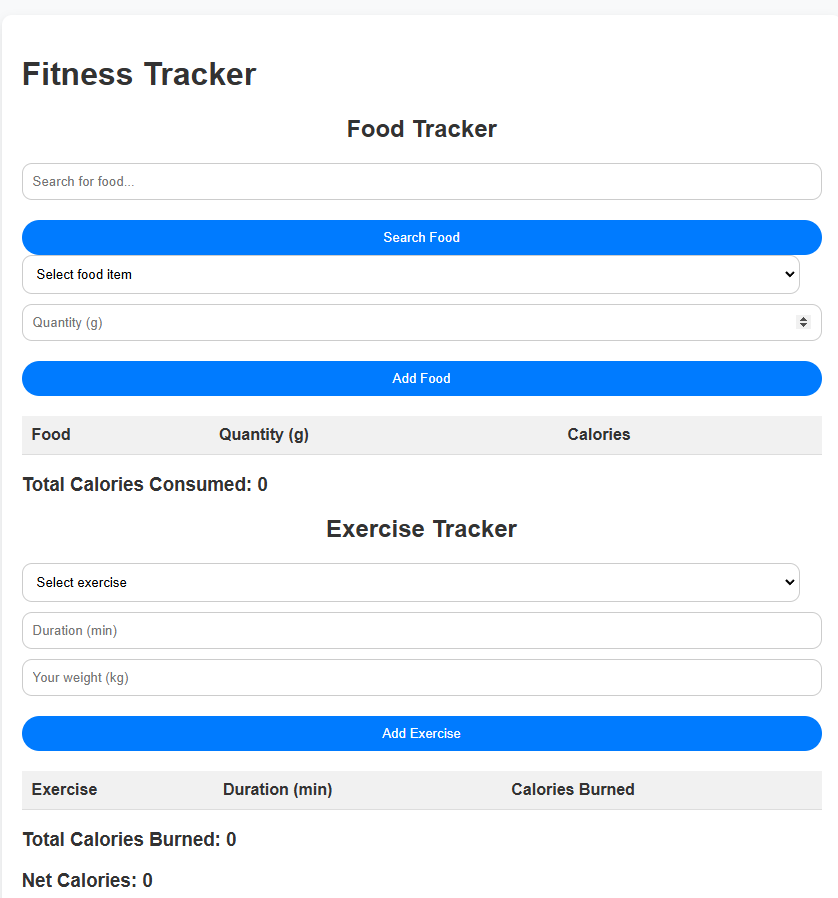 Fitness Tracker
Food Tracker
Search for food...
Search Food
Select food item
Quantity (g)
Add Food
Food Quantity (g) Calories
Total Calories Consumed: 0
Exercise Tracker
Select exercise
Duration (min)
Your weight (kg)
Add Exercise
Exercise Duration (min) Calories Burned
Total Calories Burned: 0
Net Calories: 0